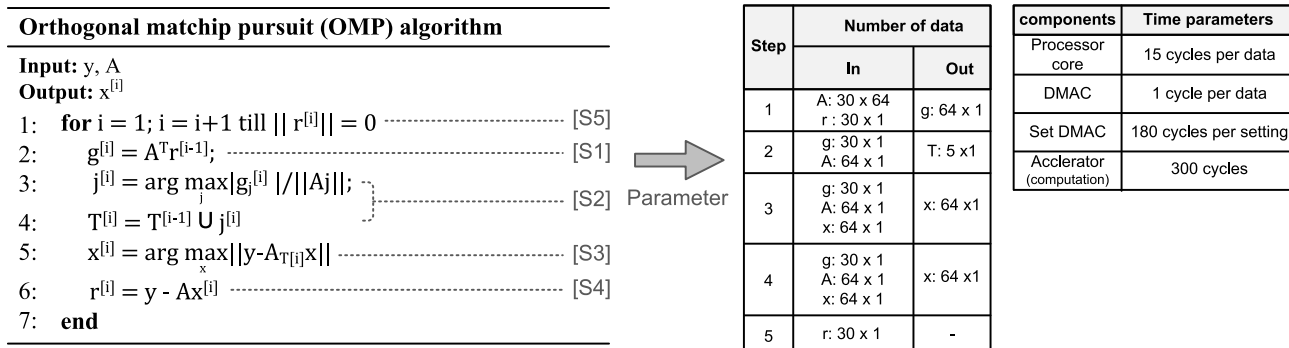 Orthogonal matchip pursuit (OMP) algorithm
Input: y, A
Output: x^[i]
1: for i = 1; i = i+1 till || r^[i]|| = 0 [S5]
2: g^[i] = A^T r^[i-1]; [S1]
3: j^[i] = arg max_j |g_j^[i] |/||Aj||;
[S2]
4: T^[i] = T^[i-1] ∪ j^[i]
5: x^[i] = arg max_x ||y-A_T[i]x|| [S3]
6: r^[i] = y - Ax^[i] [S4]
7: end
Parameter
Step Number of data
In Out
1 A: 30 x 64 g: 64 x 1
r : 30 x 1
2 g: 30 x 1 T: 5 x1
A: 64 x 1
3 g: 30 x 1 x: 64 x1
A: 64 x 1
x: 64 x 1
4 g: 30 x 1 x: 64 x1
A: 64 x 1
x: 64 x 1
5 r: 30 x 1 -
components Time parameters
Processor core 15 cycles per data
DMAC 1 cycle per data
Set DMAC 180 cycles per setting
Acclerator (computation) 300 cycles